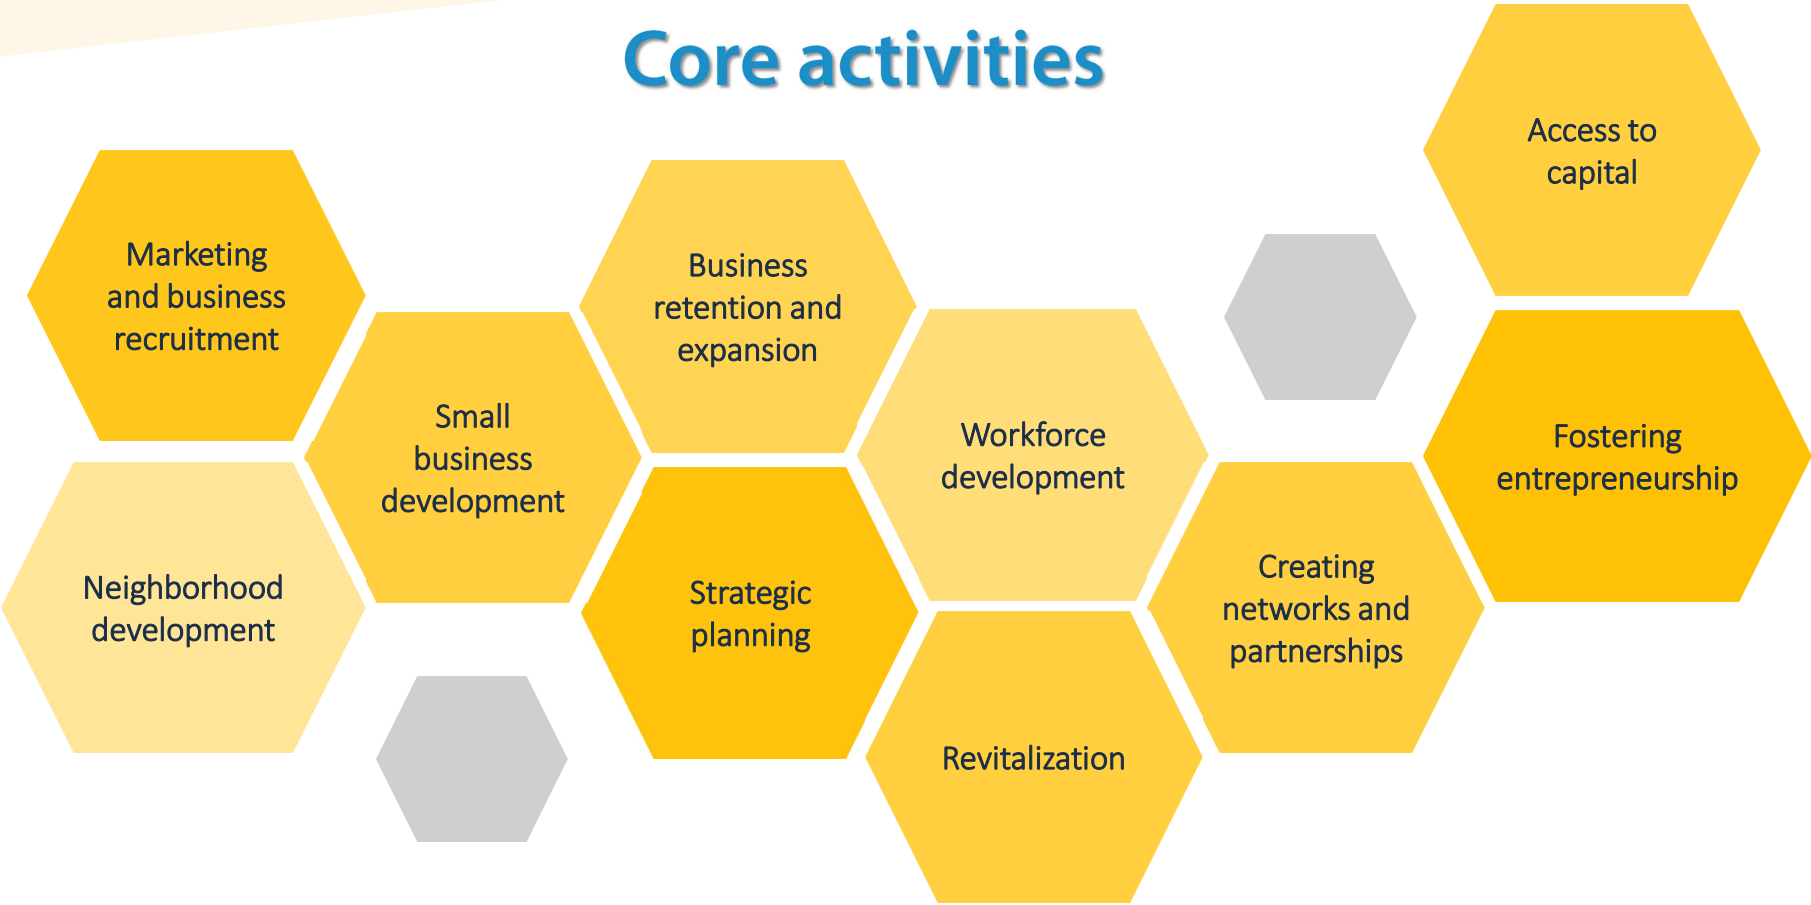 Core activities
Marketing
and business
recruitment
Neighborhood
development
Small
business
development
Business
retention and
expansion
Strategic
planning
Workforce
development
Revitalization
Creating
networks and
partnerships
Access to
capital
Fostering
entrepreneurship